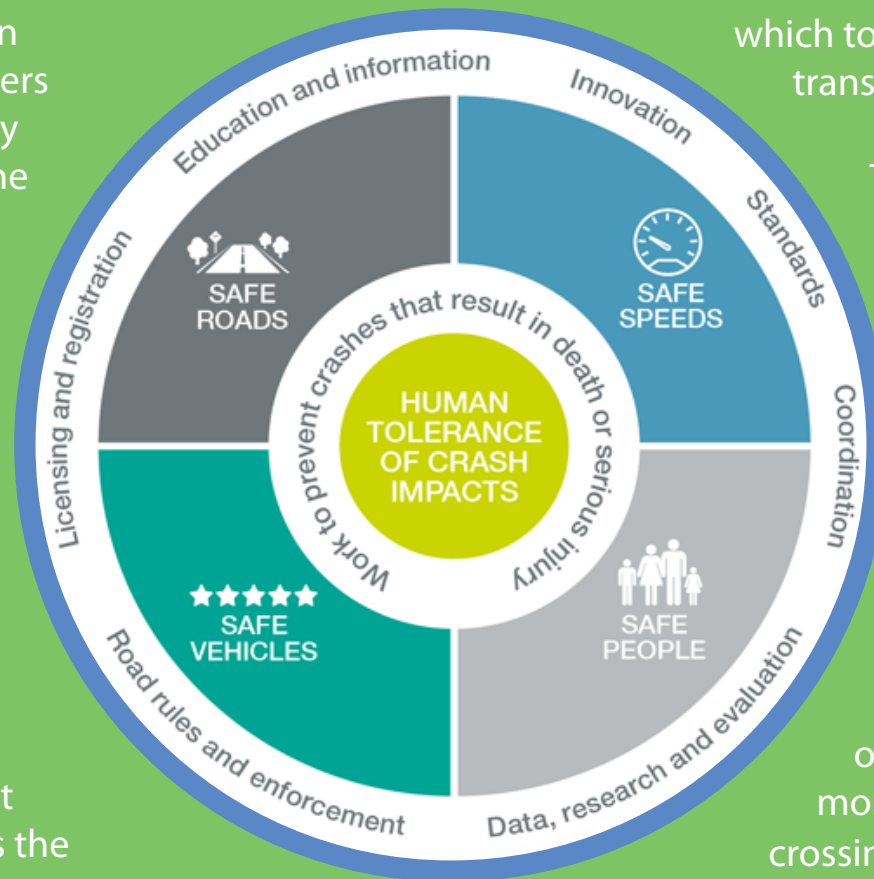 n
ers
y
ne
t
s the
which to
trans
T
o
mo
crossin
Education and information
Innovation
Standards
Coordination
Data, research and evaluation
Road rules and enforcement
Licensing and registration
SAFE
ROADS
SAFE
SPEEDS
SAFE
VEHICLES
SAFE
PEOPLE
Work to prevent crashes that result in death or serious injury
HUMAN
TOLERANCE
OF CRASH
IMPACTS